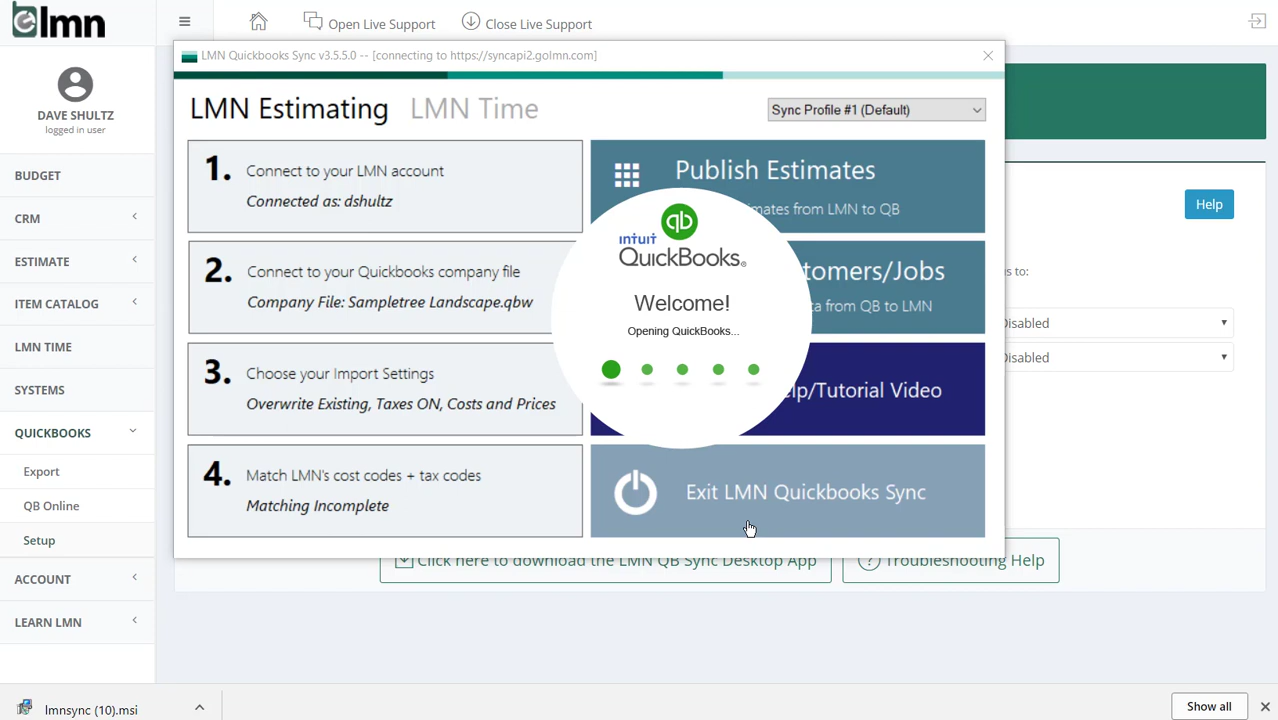 lmn
Open Live Support
Close Live Support
DAVE SHULTZ
logged in user
BUDGET
CRM
ESTIMATE
ITEM CATALOG
LMN TIME
SYSTEMS
QUICKBOOKS
Export
QB Online
Setup
ACCOUNT
LEARN LMN
LMN Quickbooks Sync v3.5.5.0 -- [connecting to https://syncapi2.golmn.com]
LMN Estimating LMN Time
Sync Profile #1 (Default)
1. Connect to your LMN account
Connected as: dshultz
2. Connect to your Quickbooks company file
Company File: Sampletree Landscape.qbw
3. Choose your Import Settings
Overwrite Existing, Taxes ON, Costs and Prices
4. Match LMN's cost codes + tax codes
Matching Incomplete
Publish Estimates
mates from LMN to QB
tomers/Jobs
ta from QB to LMN
elp/Tutorial Video
Exit LMN Quickbooks Sync
qb
INTUIT
QuickBooks®
Welcome!
Opening QuickBooks...
Help
s to:
Disabled
Disabled
Click here to download the LMN QB Sync Desktop App
Troubleshooting Help
lmnsync (10).msi
Show all